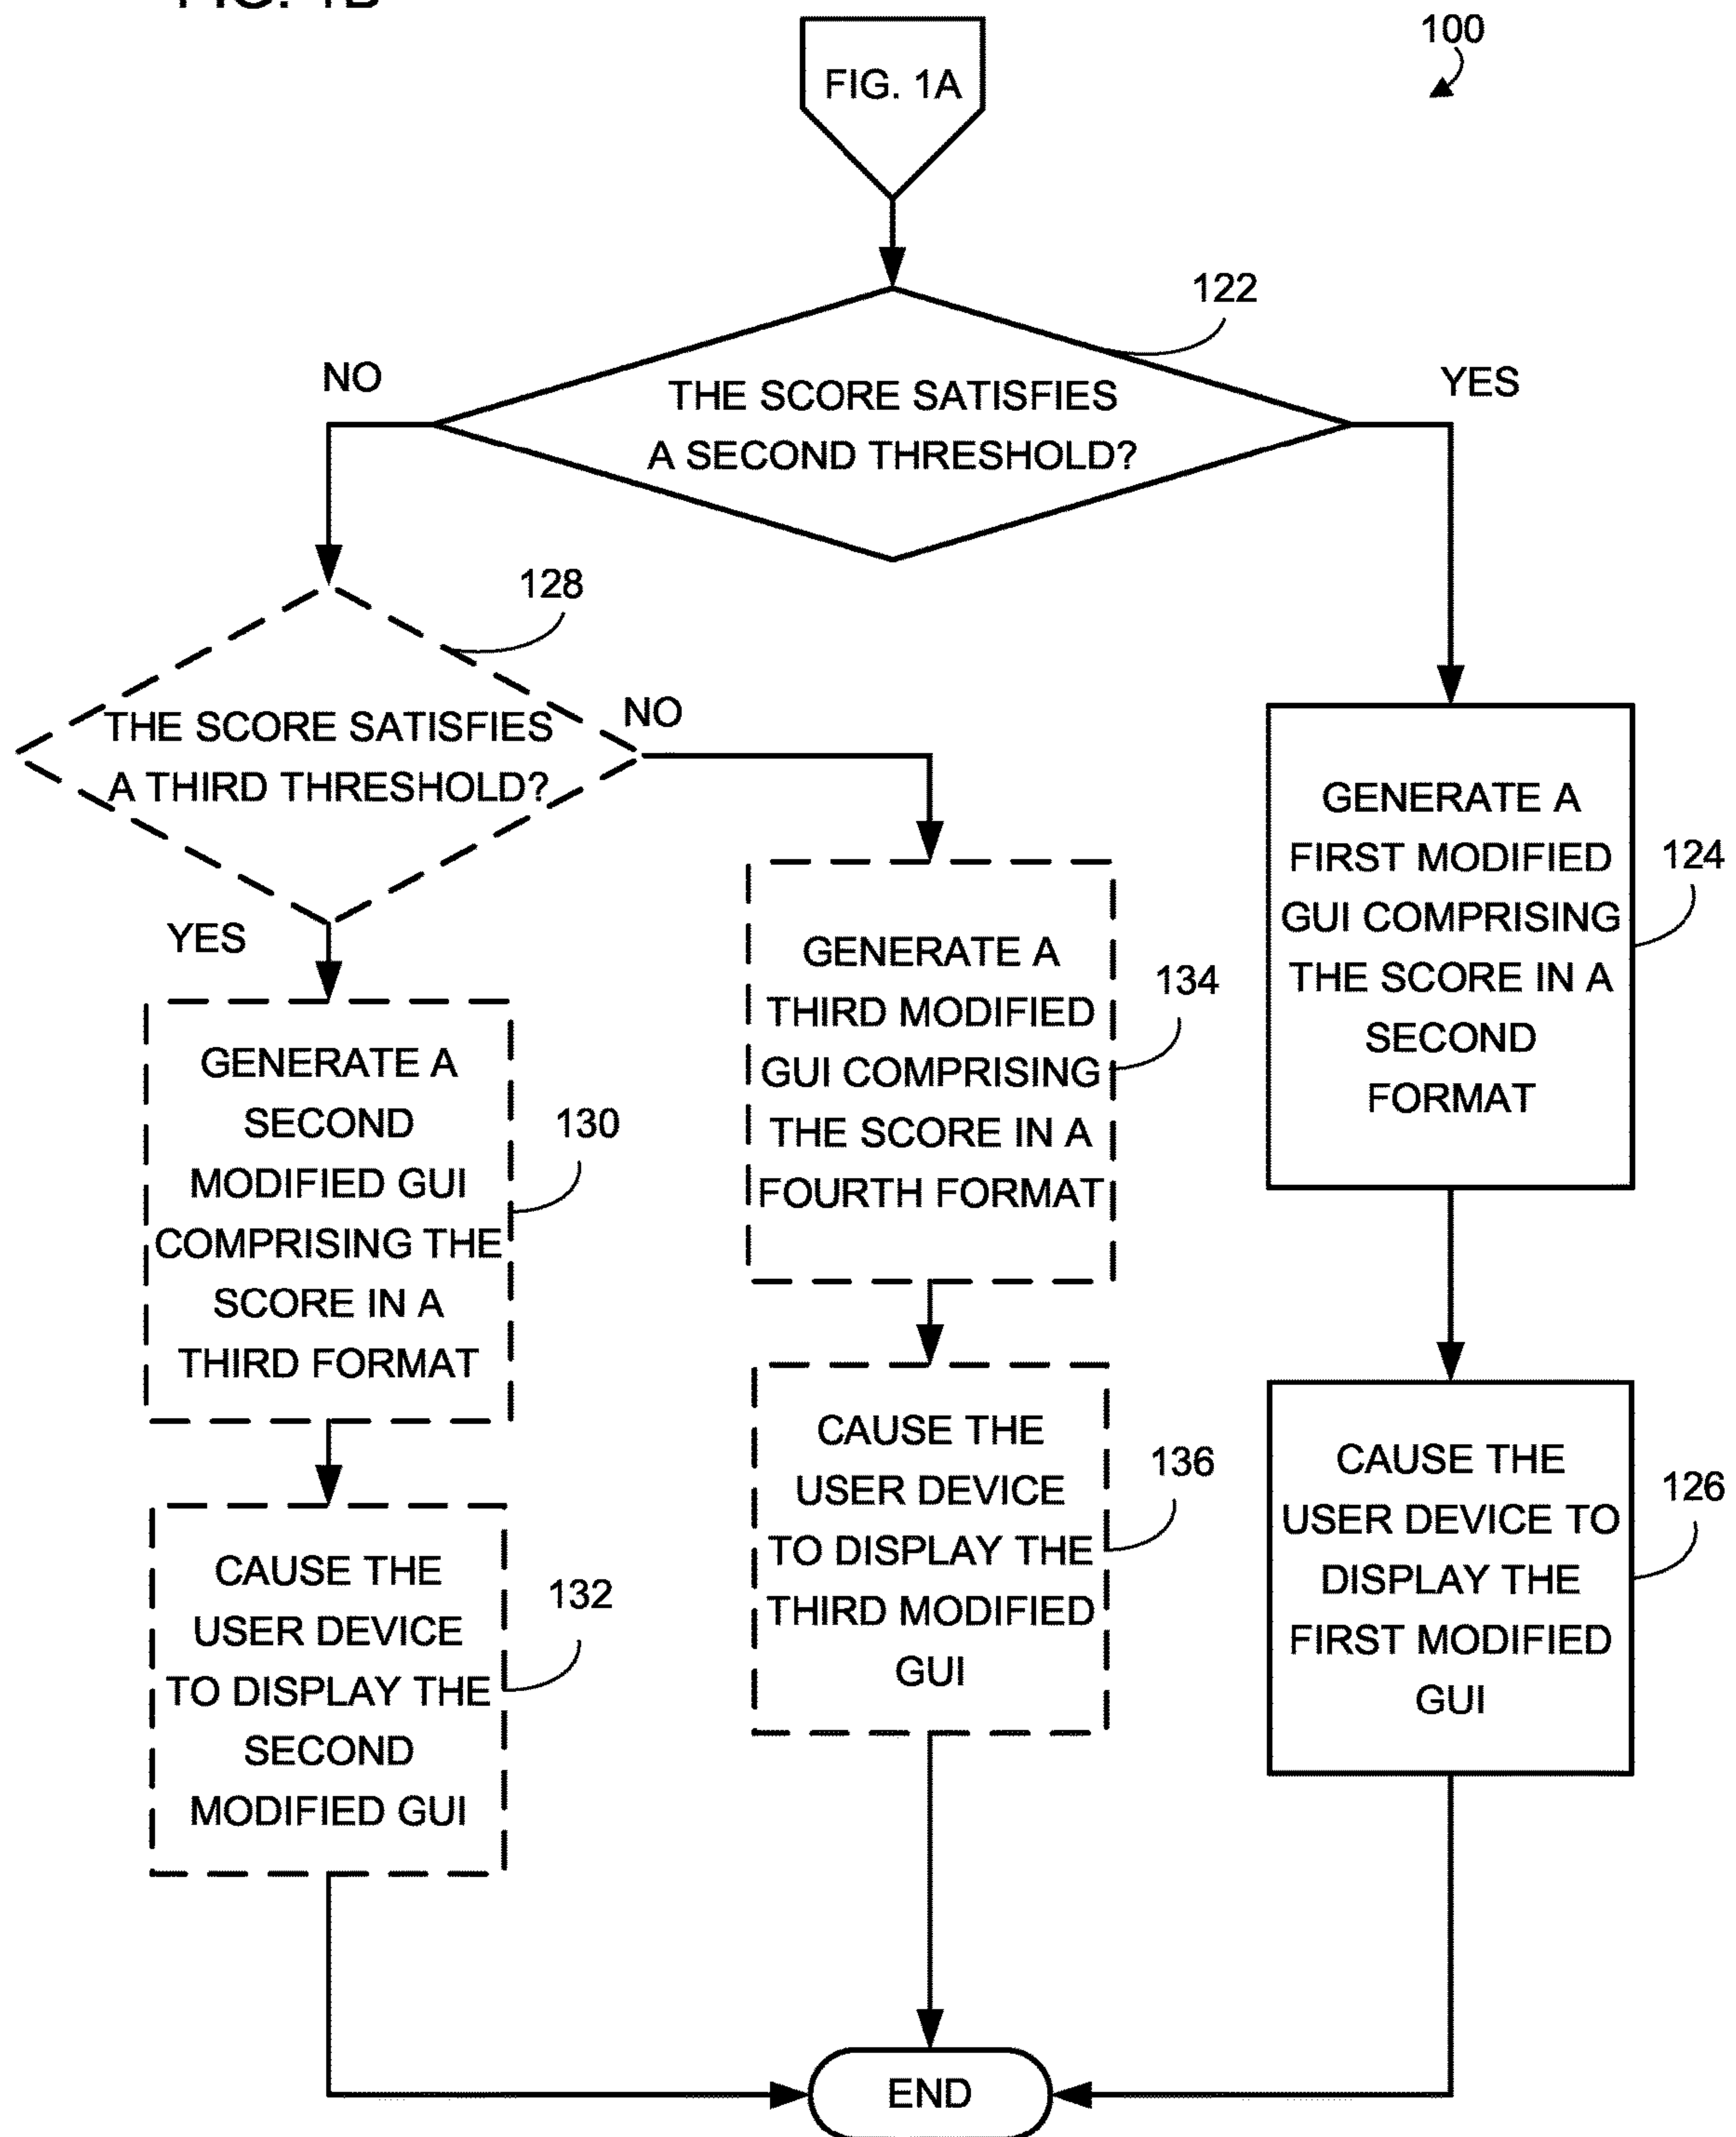 FIG. 1B
100
FIG. 1A
122
NO
YES
THE SCORE SATISFIES
A SECOND THRESHOLD?
128
THE SCORE SATISFIES
A THIRD THRESHOLD?
NO
YES
GENERATE A
FIRST MODIFIED
GUI COMPRISING
THE SCORE IN A
SECOND
FORMAT
124
GENERATE A
THIRD MODIFIED
GUI COMPRISING
THE SCORE IN A
FOURTH FORMAT
134
GENERATE A
SECOND
MODIFIED GUI
COMPRISING THE
SCORE IN A
THIRD FORMAT
130
CAUSE THE
USER DEVICE
TO DISPLAY THE
THIRD MODIFIED
GUI
136
CAUSE THE
USER DEVICE TO
DISPLAY THE
FIRST MODIFIED
GUI
126
CAUSE THE
USER DEVICE
TO DISPLAY THE
SECOND
MODIFIED GUI
132
END